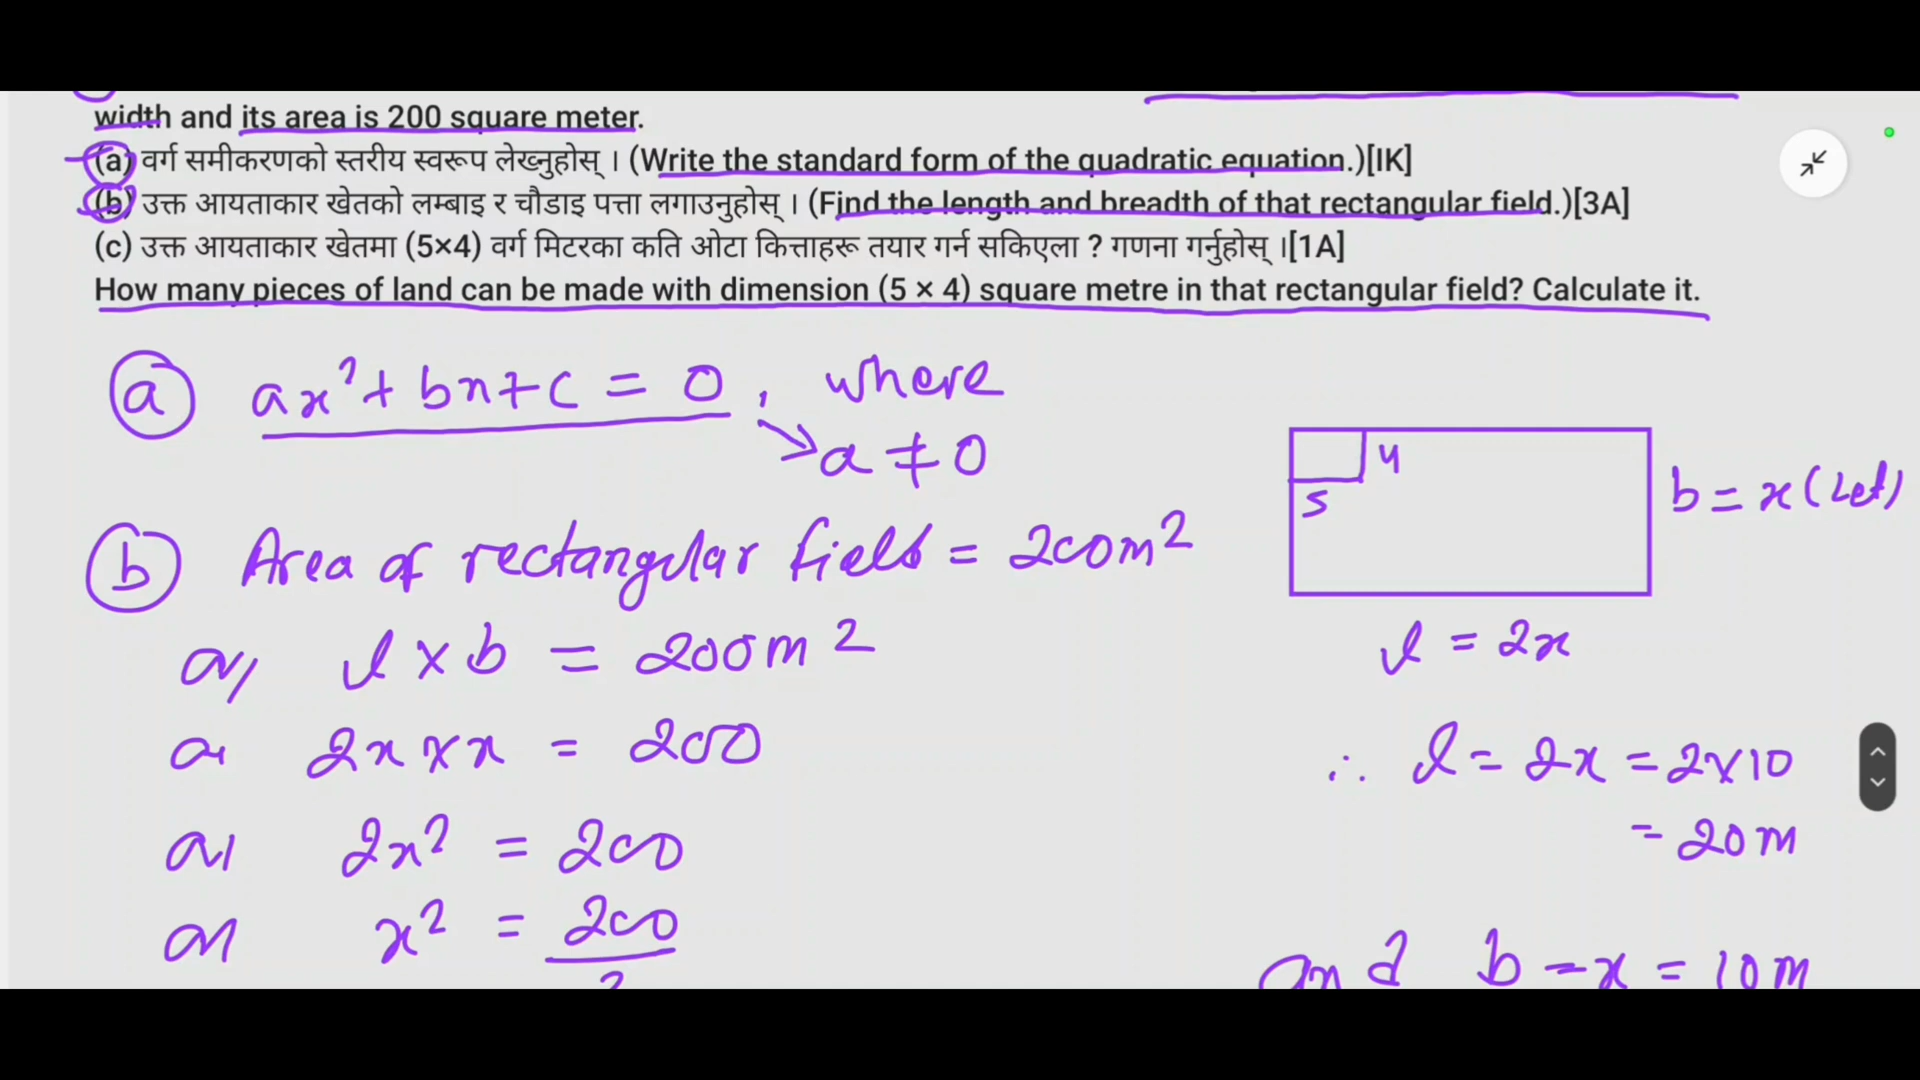 width and its area is 200 square meter.
(a) वर्ग समीकरणको स्तरीय स्वरूप लेख्नुहोस् । (Write the standard form of the quadratic equation.)[IK]
(b) उक्त आयताकार खेतको लम्बाइ र चौडाइ पत्ता लगाउनुहोस् । (Find the length and breadth of that rectangular field.)[3A]
(c) उक्त आयताकार खेतमा (5×4) वर्ग मिटरका कति ओटा कित्ताहरू तयार गर्न सकिएला ? गणना गर्नुहोस् ।[1A]
How many pieces of land can be made with dimension (5 × 4) square metre in that rectangular field? Calculate it.
(a) ax² + bx + c = 0, where
a ≠ 0
4
5
b = x (Let)
(b) Area of rectangular field = 200m²
or, l × b = 200m²
l = 2x
or 2x × x = 200
∴ l = 2x = 2×10
= 20m
or 2x² = 200
or x² = 200
and b = x = 10m